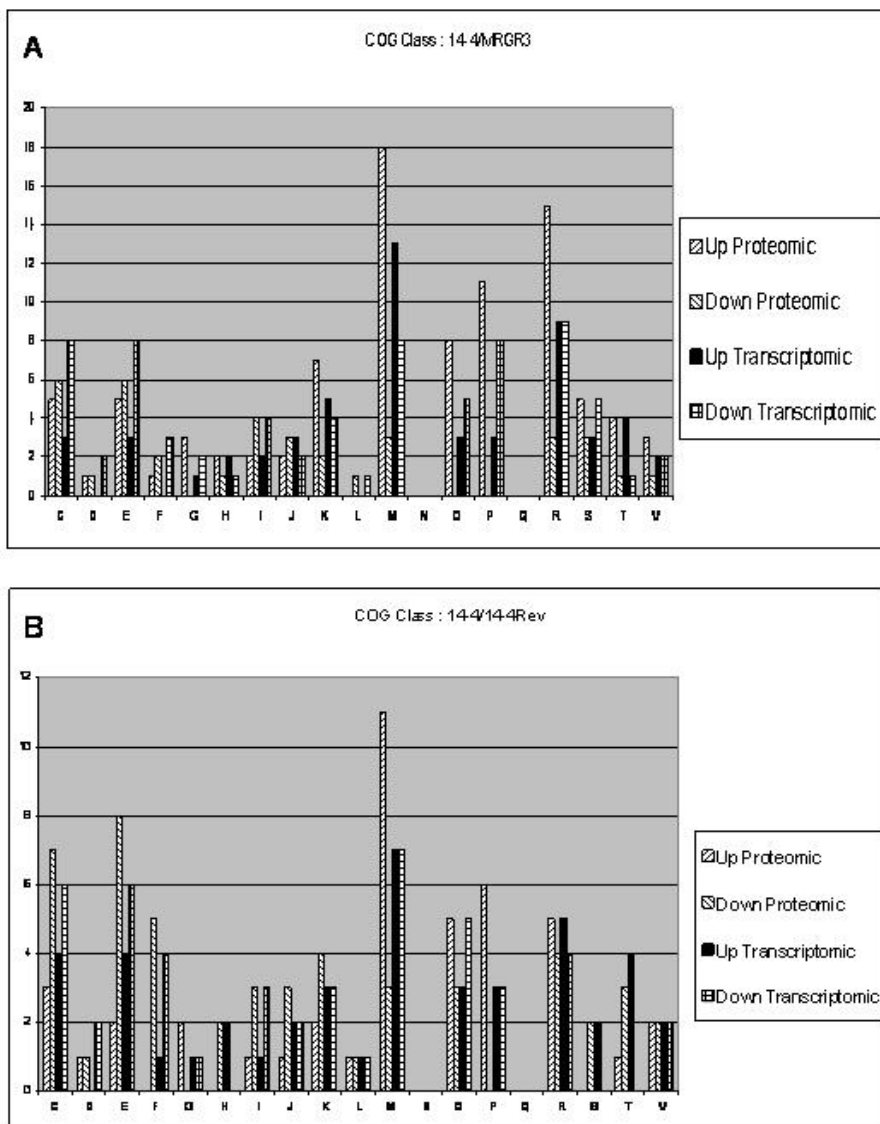 A
COG Class : 14-4/MRGR3
20
18
16
14
12
10
8
6
4
2
0
C D E F G H I J K L M N O P Q R S T V
Up Proteomic
Down Proteomic
Up Transcriptomic
Down Transcriptomic
B
COG Class : 14-4/14-4Rev
12
10
8
6
4
2
0
C D E F G H I J K L M N O P Q R S T V
Up Proteomic
Down Proteomic
Up Transcriptomic
Down Transcriptomic